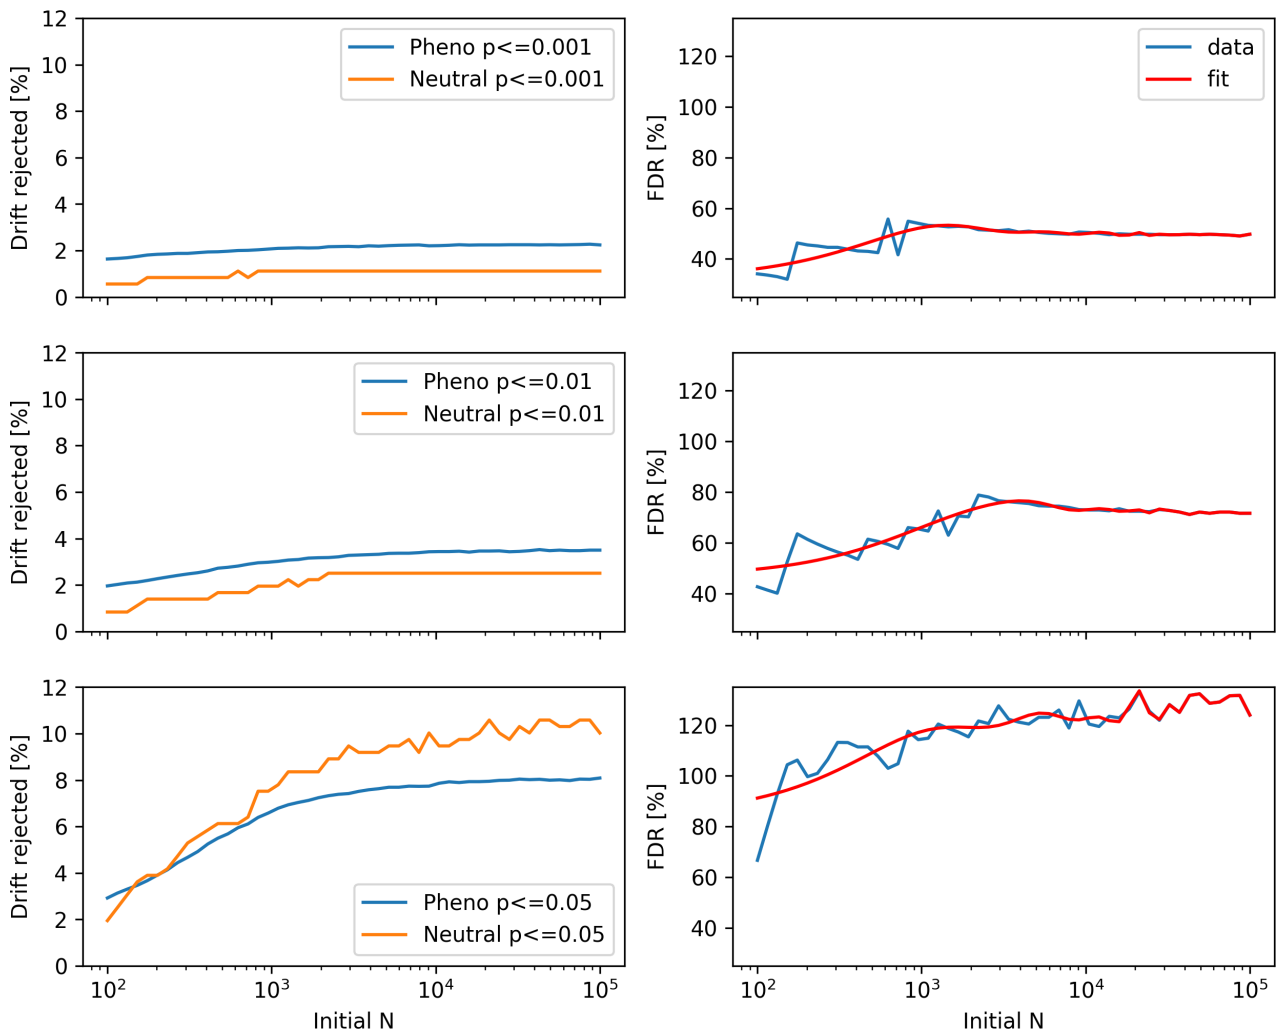 12
10
8
6
4
2
0
Drift rejected [%]
Pheno p<=0.001
Neutral p<=0.001
120
100
80
60
40
FDR [%]
data
fit
12
10
8
6
4
2
0
Drift rejected [%]
Pheno p<=0.01
Neutral p<=0.01
120
100
80
60
40
FDR [%]
12
10
8
6
4
2
0
Drift rejected [%]
Pheno p<=0.05
Neutral p<=0.05
10² 10³ 10⁴ 10⁵
Initial N
120
100
80
60
40
FDR [%]
10² 10³ 10⁴ 10⁵
Initial N